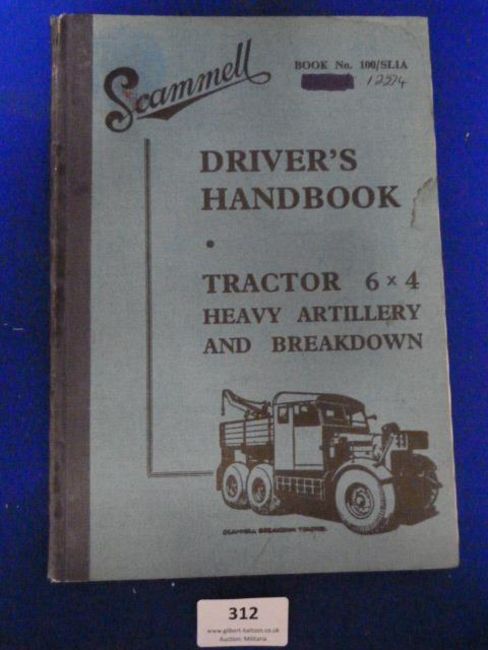 Scammell
BOOK No. 100/SL1A
12574
DRIVER'S
HANDBOOK
TRACTOR 6 × 4
HEAVY ARTILLERY
AND BREAKDOWN
SCAMMELL BREAKDOWN TRACTOR.
312
www.gilbert-baitson.co.uk
Auction: Militaria